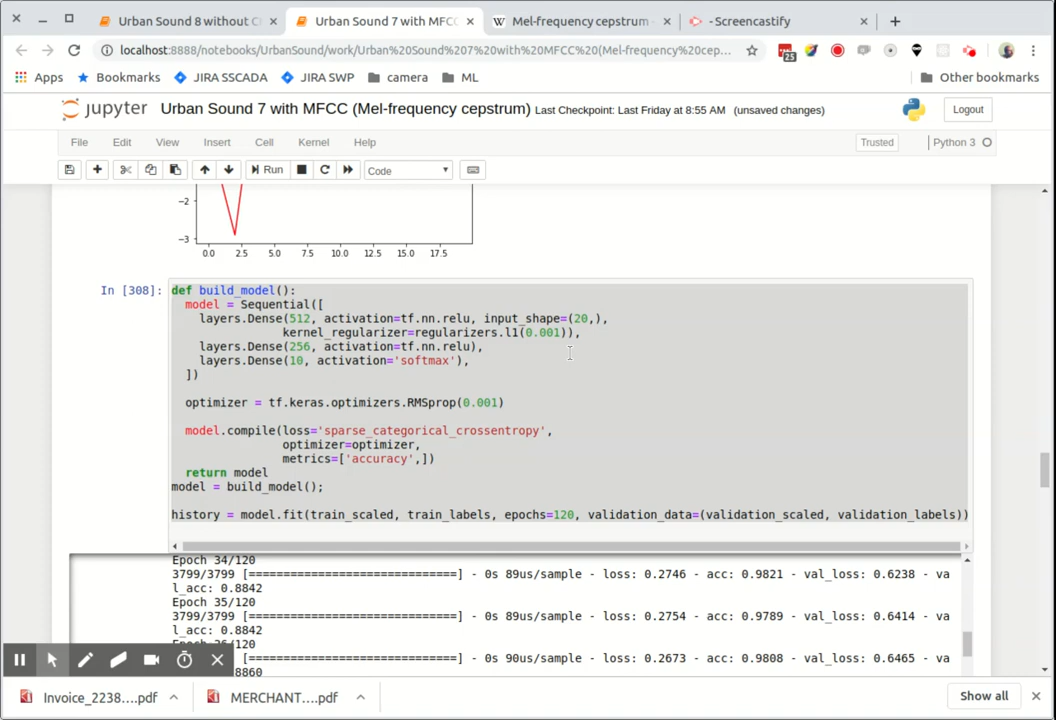 Urban Sound 8 without C
Urban Sound 7 with MFCC
Mel-frequency cepstrum
- Screencastify
localhost:8888/notebooks/UrbanSound/work/Urban%20Sound%207%20with%20MFCC%20(Mel-frequency%20cep...
25
Apps Bookmarks JIRA SSCADA JIRA SWP camera ML Other bookmarks
jupyter Urban Sound 7 with MFCC (Mel-frequency cepstrum) Last Checkpoint: Last Friday at 8:55 AM (unsaved changes) Logout
File Edit View Insert Cell Kernel Help Trusted Python 3
Run Code
-2
-3
0.0 2.5 5.0 7.5 10.0 12.5 15.0 17.5
In [308]: def build_model():
model = Sequential([
layers.Dense(512, activation=tf.nn.relu, input_shape=(20,),
kernel_regularizer=regularizers.l1(0.001)),
layers.Dense(256, activation=tf.nn.relu),
layers.Dense(10, activation='softmax'),
])
optimizer = tf.keras.optimizers.RMSprop(0.001)
model.compile(loss='sparse_categorical_crossentropy',
optimizer=optimizer,
metrics=['accuracy',])
return model
model = build_model();
history = model.fit(train_scaled, train_labels, epochs=120, validation_data=(validation_scaled, validation_labels))
Epoch 34/120
3799/3799 [==============================] - 0s 89us/sample - loss: 0.2746 - acc: 0.9821 - val_loss: 0.6238 - va
l_acc: 0.8842
Epoch 35/120
3799/3799 [==============================] - 0s 89us/sample - loss: 0.2754 - acc: 0.9789 - val_loss: 0.6414 - va
l_acc: 0.8842
/120
[==============================] - 0s 90us/sample - loss: 0.2673 - acc: 0.9808 - val_loss: 0.6465 - va
8860
Invoice_2238....pdf MERCHANT....pdf Show all